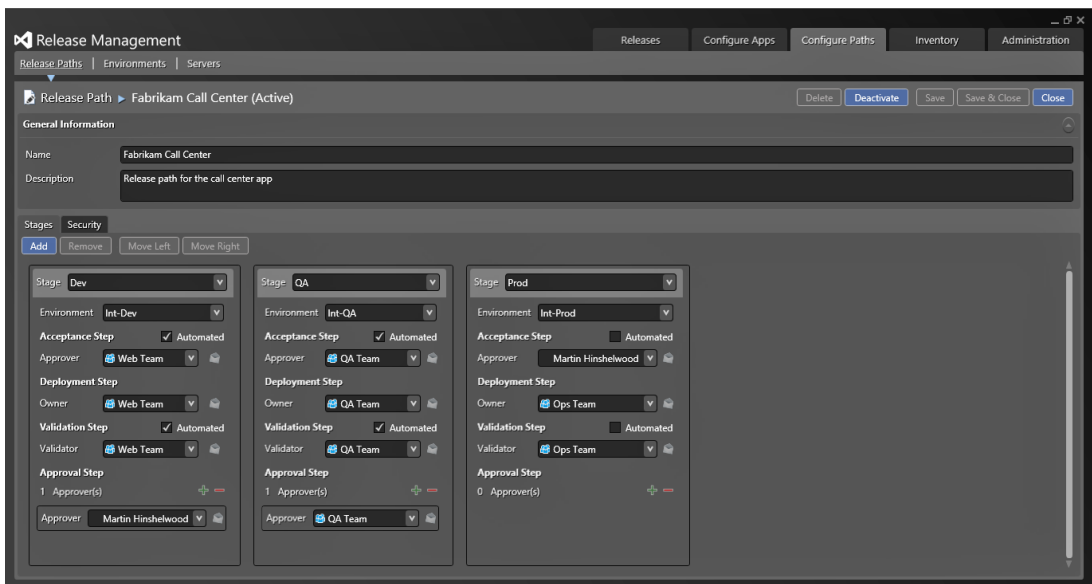 Release Management
Releases Configure Apps Configure Paths Inventory Administration
Release Paths | Environments | Servers
Release Path ▶ Fabrikam Call Center (Active)
Delete Deactivate Save Save & Close Close
General Information
Name Fabrikam Call Center
Description Release path for the call center app
Stages Security
Add Remove Move Left Move Right
Stage Dev Stage QA Stage Prod
Environment Int-Dev Environment Int-QA Environment Int-Prod
Acceptance Step Automated Acceptance Step Automated Acceptance Step Automated
Approver Web Team Approver QA Team Approver Martin Hinshelwood
Deployment Step Deployment Step Deployment Step
Owner Web Team Owner QA Team Owner Ops Team
Validation Step Automated Validation Step Automated Validation Step Automated
Validator Web Team Validator QA Team Validator Ops Team
Approval Step Approval Step Approval Step
1 Approver(s) 1 Approver(s) 0 Approver(s)
Approver Martin Hinshelwood Approver QA Team